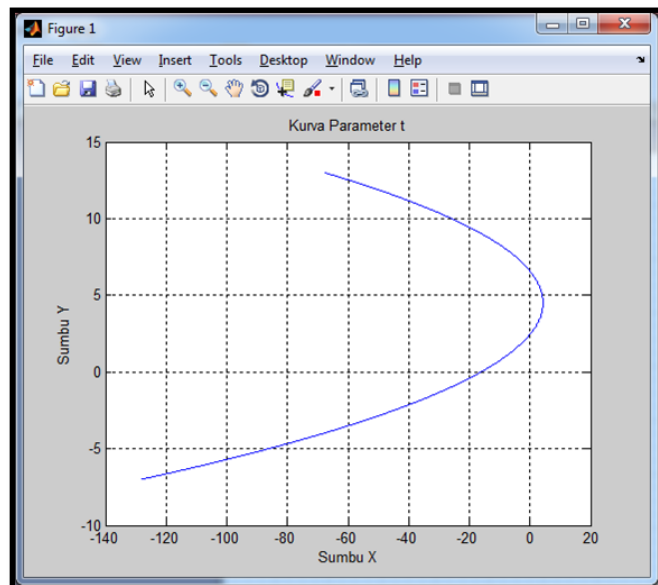 Figure 1
File Edit View Insert Tools Desktop Window Help
Kurva Parameter t
15
10
5
0
-5
-10
Sumbu Y
-140 -120 -100 -80 -60 -40 -20 0 20
Sumbu X